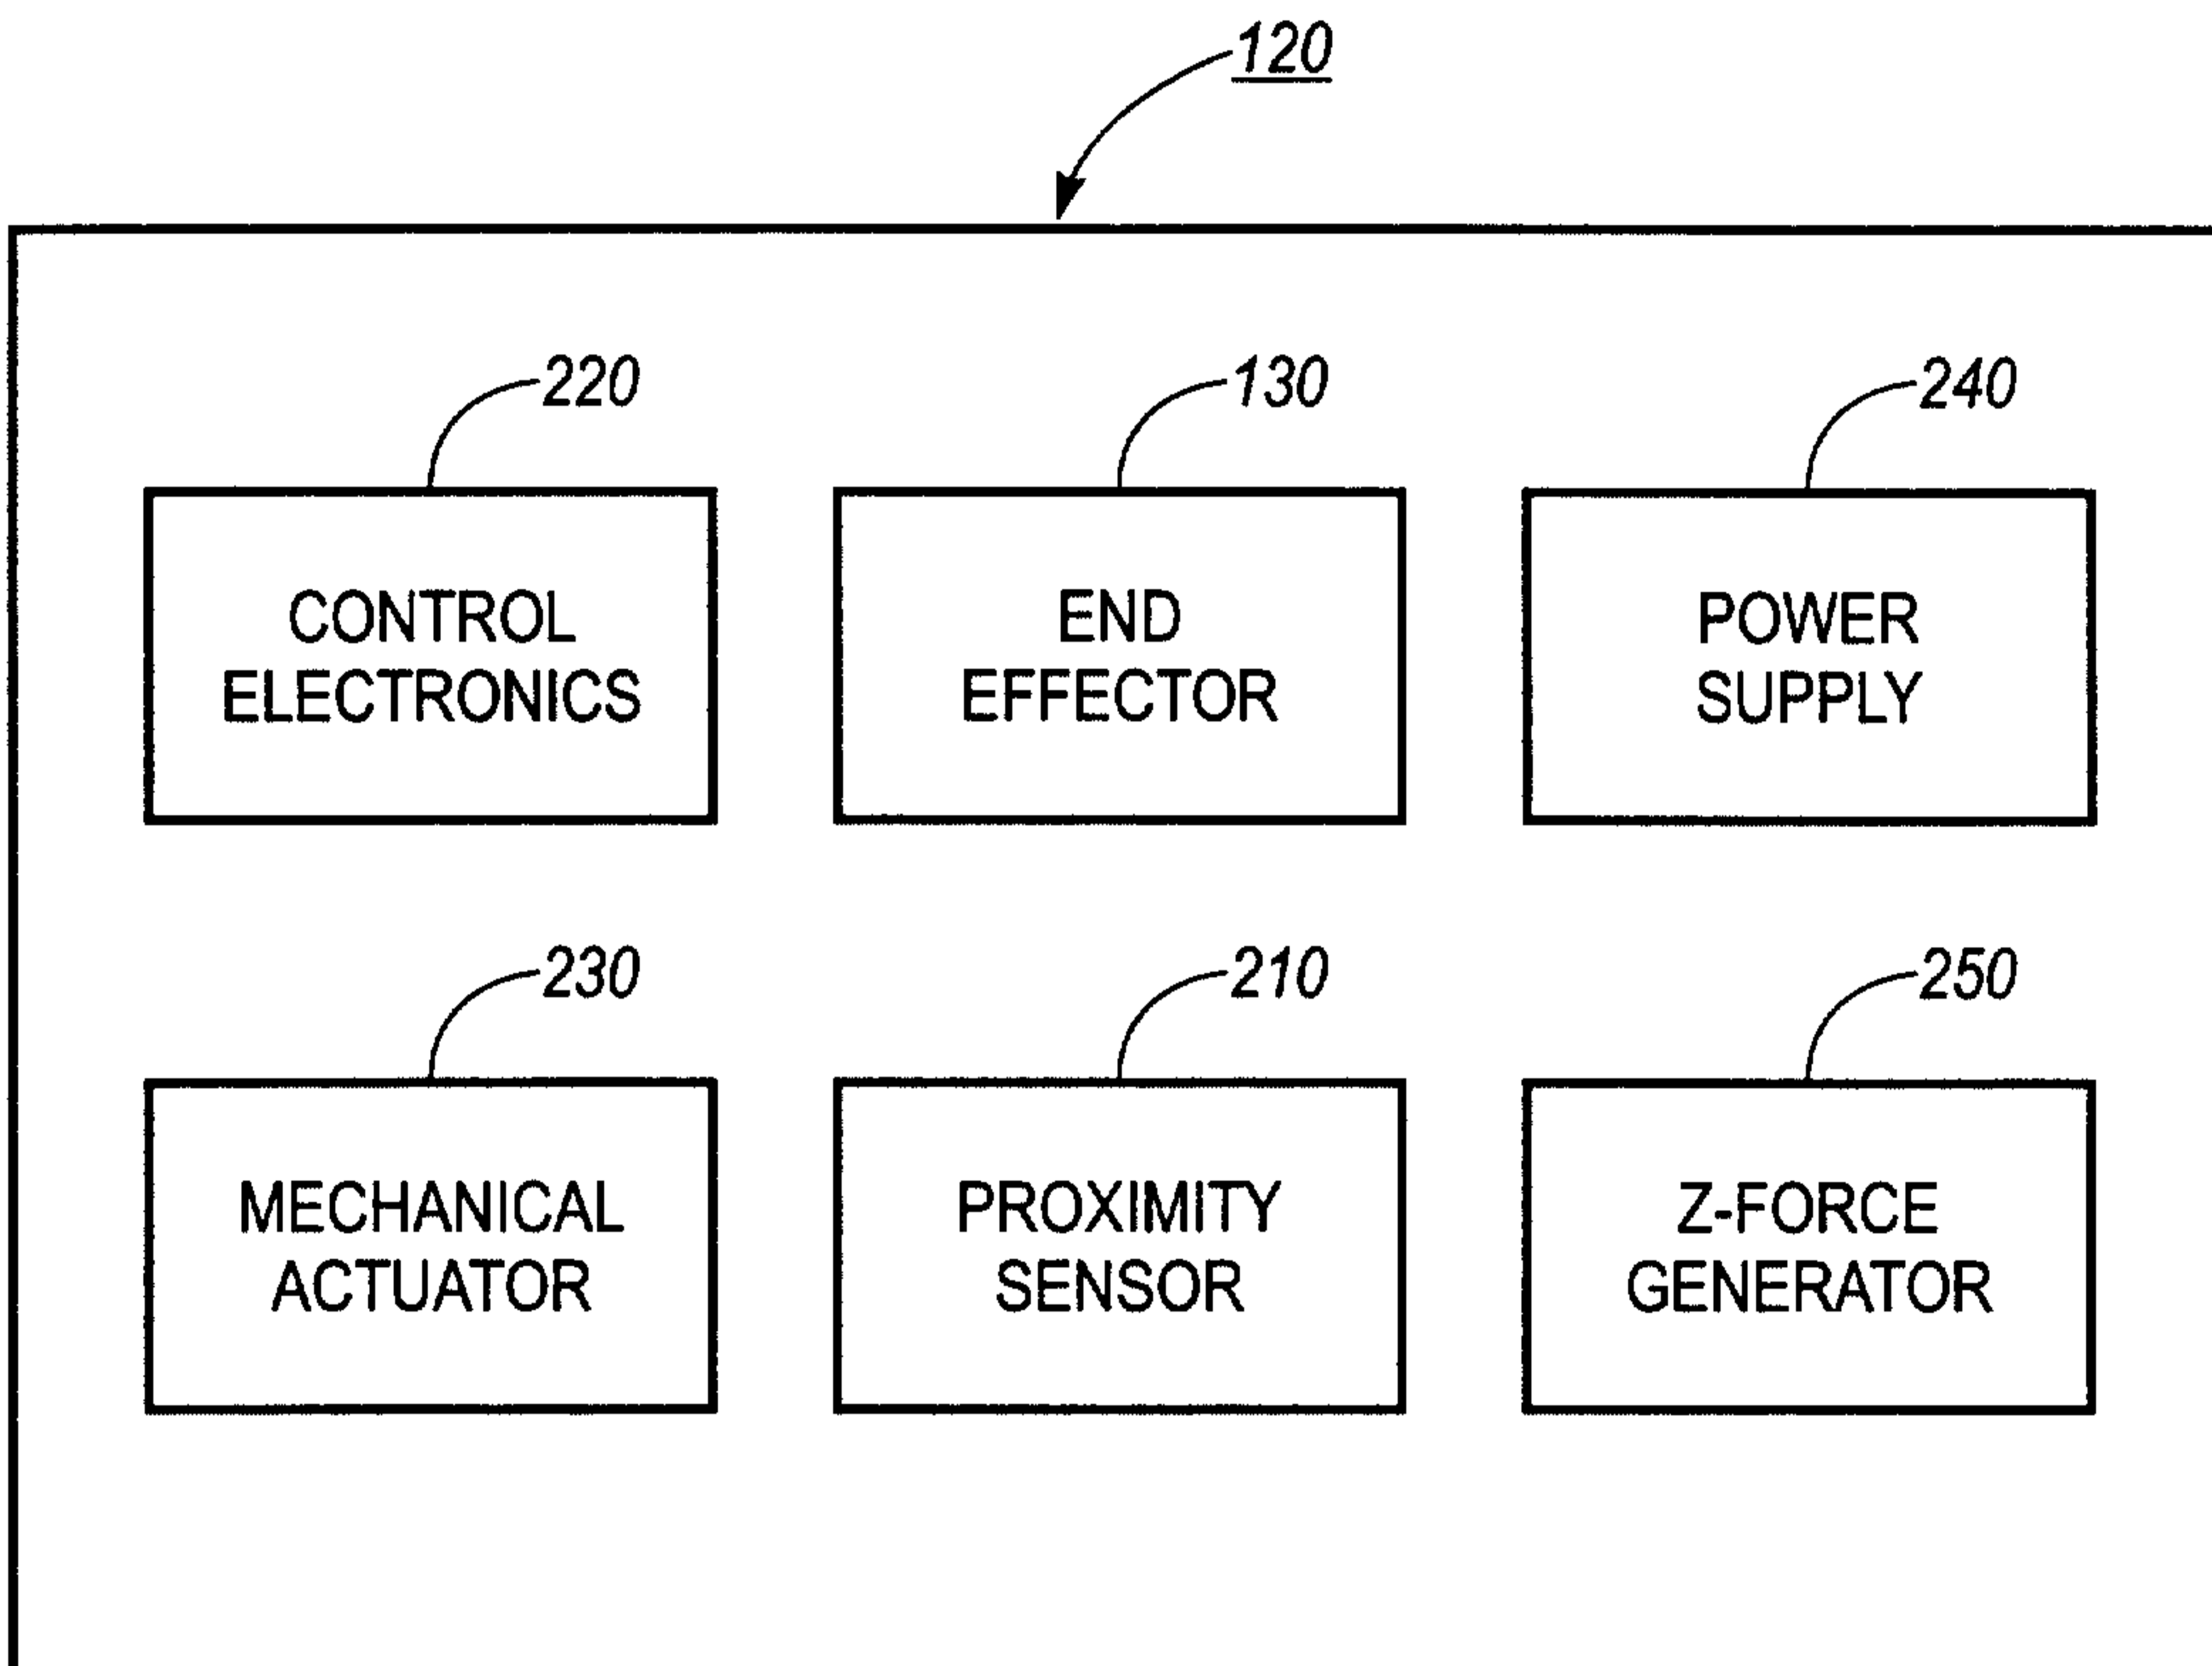 120
220
130
240
CONTROL
ELECTRONICS
END
EFFECTOR
POWER
SUPPLY
230
210
250
MECHANICAL
ACTUATOR
PROXIMITY
SENSOR
Z-FORCE
GENERATOR